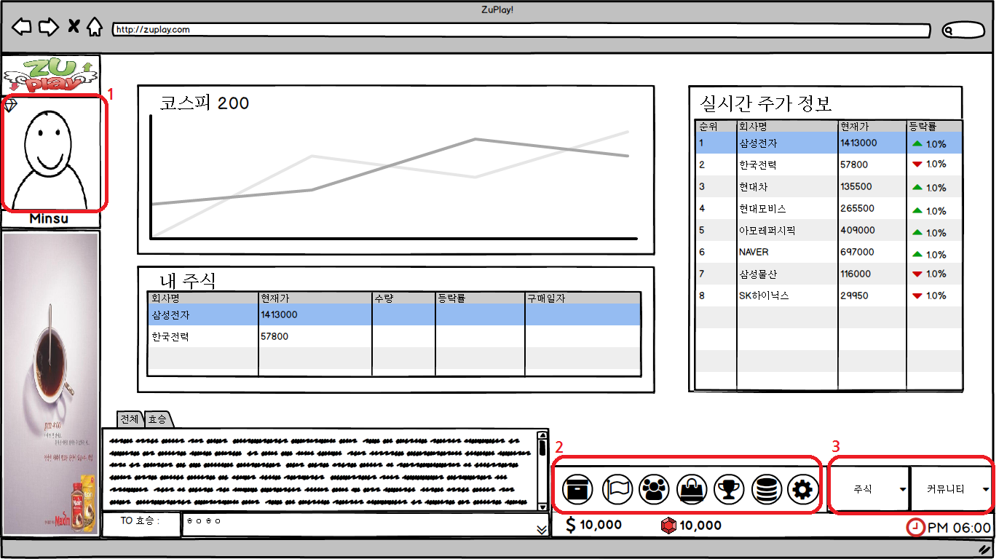 ZuPlay!
http://zuplay.com
ZU
play
1
Minsu
코스피 200
실시간 주가 정보
순위 회사명 현재가 등락률
1 삼성전자 1413000 1.0%
2 한국전력 57800 1.0%
3 현대차 135500 1.0%
4 현대모비스 265500 1.0%
5 아모레퍼시픽 409000 1.0%
6 NAVER 697000 1.0%
7 삼성물산 116000 1.0%
8 SK하이닉스 29950 1.0%
내 주식
회사명 현재가 수량 등락률 구매일자
삼성전자 1413000
한국전력 57800
pm 4:00
Maxim
전체 효승
TO 효승 :
ㅎㅇㅎㅇ
2
3
주식
커뮤니티
$ 10,000
10,000
PM 06:00